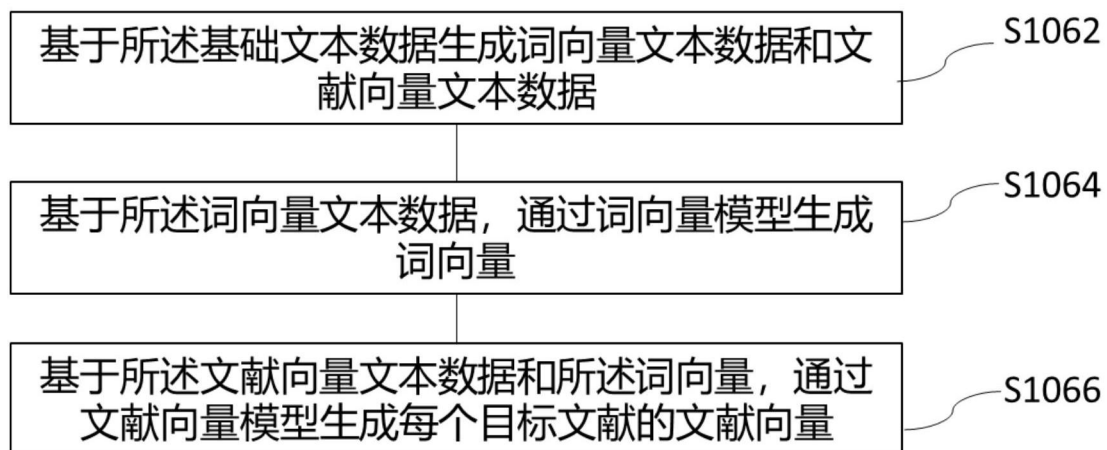 基于所述基础文本数据生成词向量文本数据和文
献向量文本数据
S1062
基于所述词向量文本数据，通过词向量模型生成
词向量
S1064
基于所述文献向量文本数据和所述词向量，通过
文献向量模型生成每个目标文献的文献向量
S1066